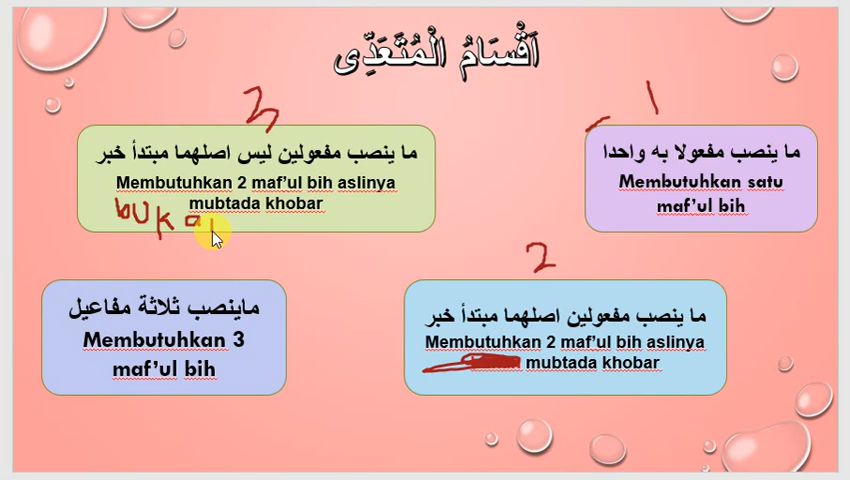 اَقْسَامُ الْمُتَعَدِّى
1
ما ينصب مفعولا به واحدا
Membutuhkan satu
maf’ul bih
3
ما ينصب مفعولين ليس اصلهما مبتدأ خبر
Membutuhkan 2 maf’ul bih aslinya
mubtada khobar
buka
2
ما ينصب مفعولين اصلهما مبتدأ خبر
Membutuhkan 2 maf’ul bih aslinya
mubtada khobar
ماينصب ثلاثة مفاعيل
Membutuhkan 3
maf’ul bih